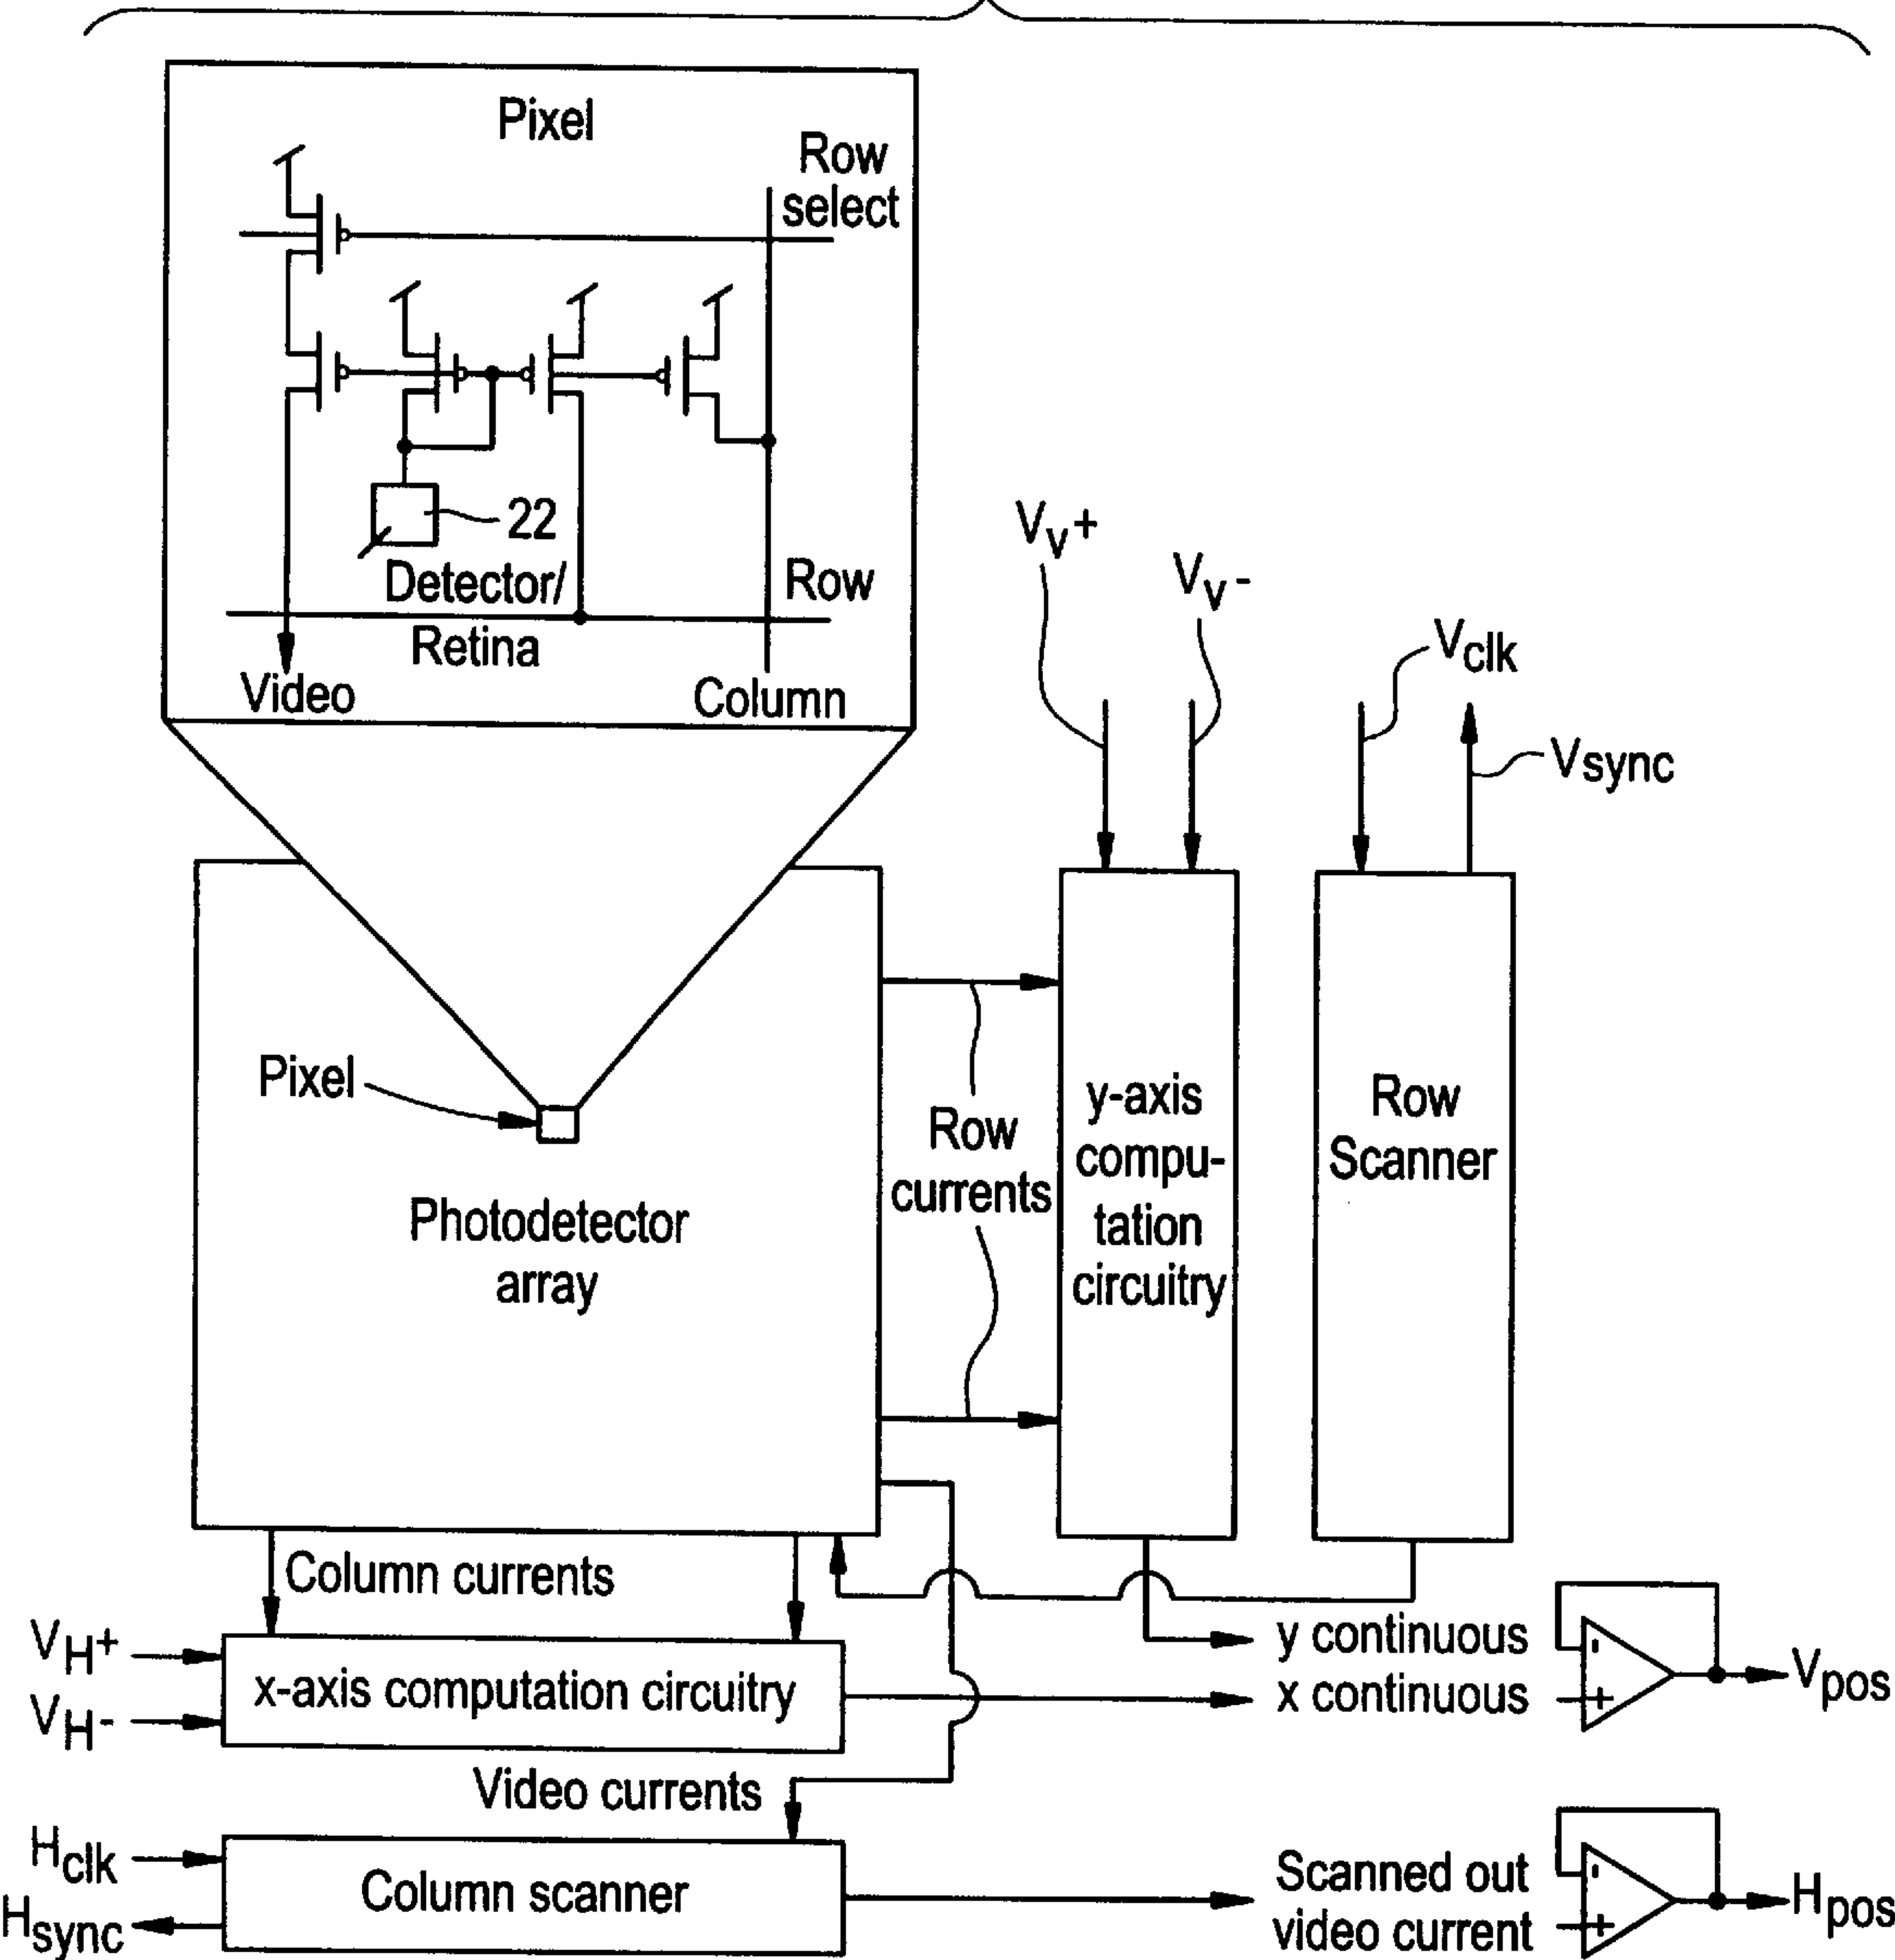 Pixel
Row
select
22
Detector/
Retina
Row
Video
Column
Vv+
Vv-
Vclk
Vsync
Pixel
Photodetector
array
Row
currents
y-axis
compu-
tation
circuitry
Row
Scanner
Column currents
VH+
VH-
x-axis computation circuitry
y continuous
x continuous
Vpos
Video currents
Hclk
Hsync
Column scanner
Scanned out
video current
Hpos